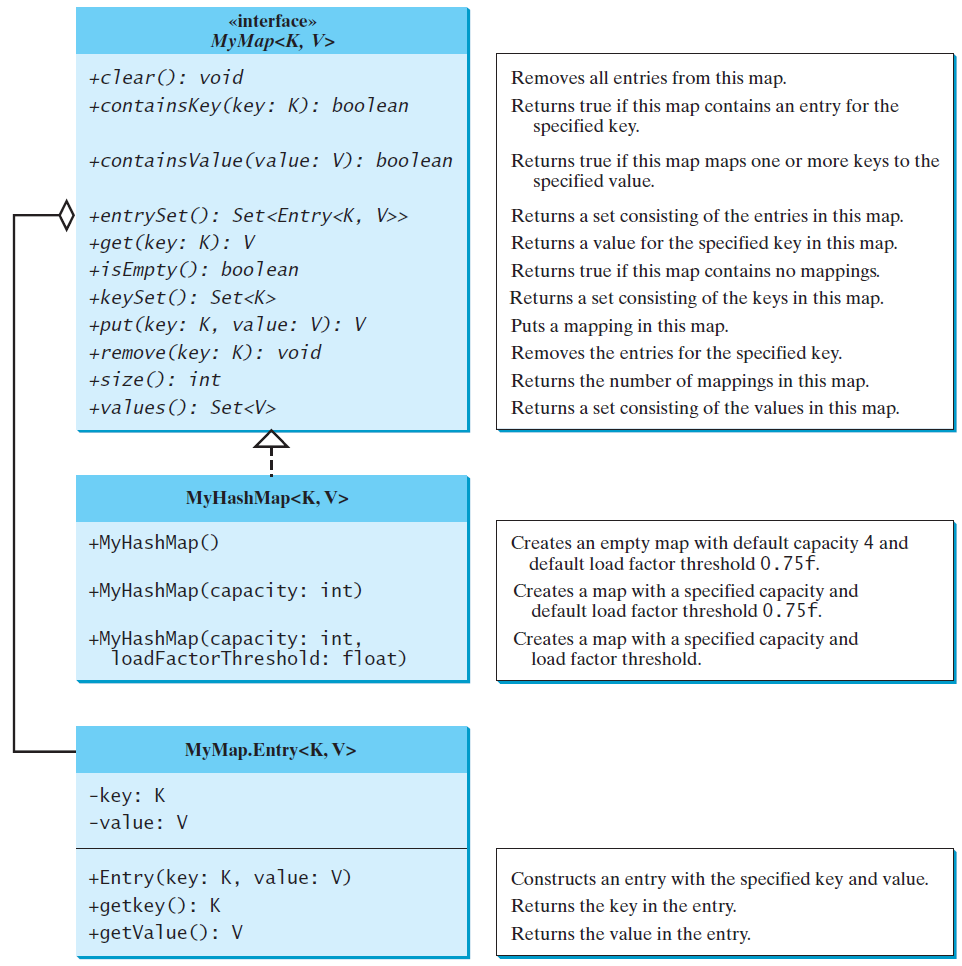 «interface»
MyMap<K, V>
+clear(): void
Removes all entries from this map.
+containsKey(key: K): boolean
Returns true if this map contains an entry for the
specified key.
+containsValue(value: V): boolean
Returns true if this map maps one or more keys to the
specified value.
+entrySet(): Set<Entry<K, V>>
Returns a set consisting of the entries in this map.
+get(key: K): V
Returns a value for the specified key in this map.
+isEmpty(): boolean
Returns true if this map contains no mappings.
+keySet(): Set<K>
Returns a set consisting of the keys in this map.
+put(key: K, value: V): V
Puts a mapping in this map.
+remove(key: K): void
Removes the entries for the specified key.
+size(): int
Returns the number of mappings in this map.
+values(): Set<V>
Returns a set consisting of the values in this map.
MyHashMap<K, V>
+MyHashMap()
Creates an empty map with default capacity 4 and
default load factor threshold 0.75f.
+MyHashMap(capacity: int)
Creates a map with a specified capacity and
default load factor threshold 0.75f.
+MyHashMap(capacity: int,
loadFactorThreshold: float)
Creates a map with a specified capacity and
load factor threshold.
MyMap.Entry<K, V>
-key: K
-value: V
+Entry(key: K, value: V)
Constructs an entry with the specified key and value.
+getkey(): K
Returns the key in the entry.
+getValue(): V
Returns the value in the entry.